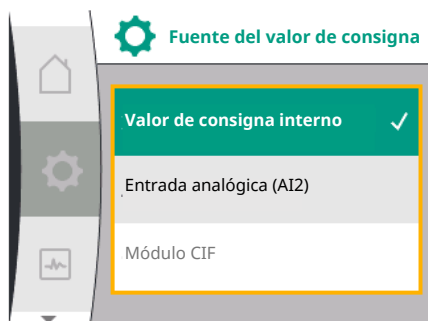 Fuente del valor de consigna
Valor de consigna interno
Entrada analógica (AI2)
Módulo CIF